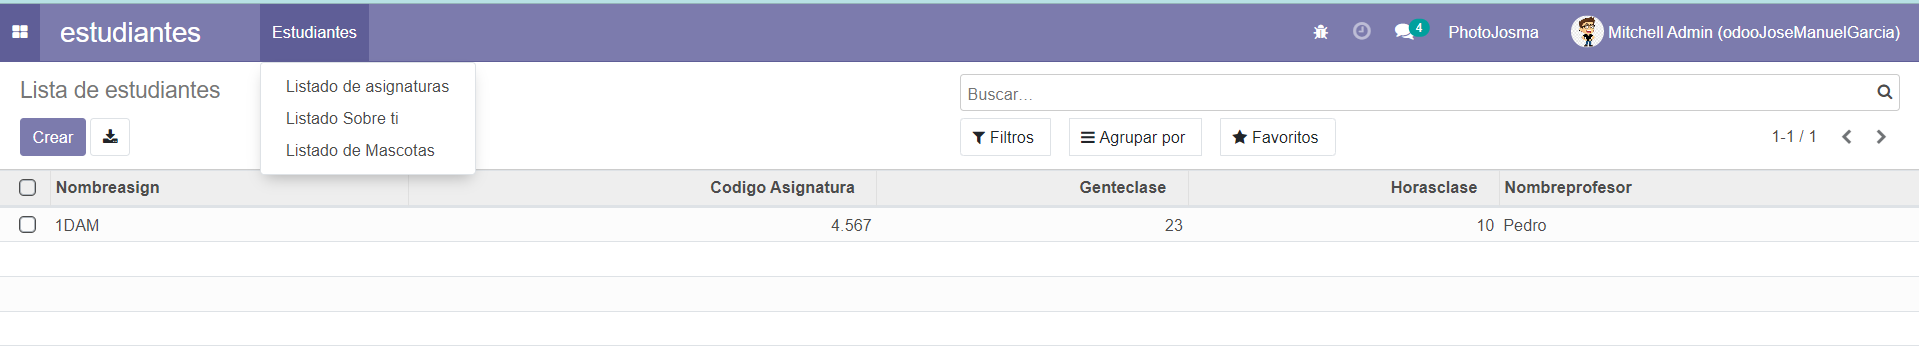 estudiantes Estudiantes 4 PhotoJosma Mitchell Admin (odooJoseManuelGarcia)
Lista de estudiantes
Listado de asignaturas
Listado Sobre ti
Listado de Mascotas
Buscar...
Crear
Filtros Agrupar por Favoritos 1-1 / 1
Nombreasign Codigo Asignatura Genteclase Horasclase Nombreprofesor
1DAM 4.567 23 10 Pedro